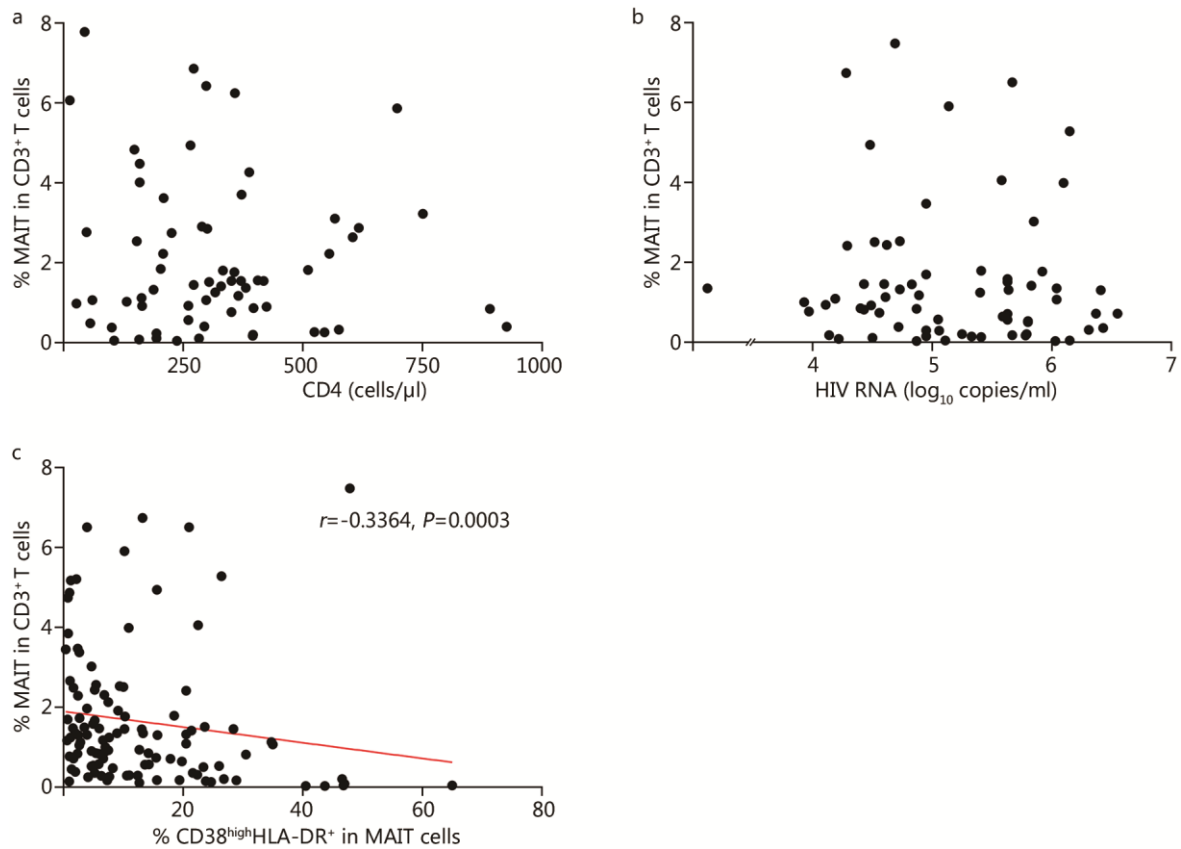 a
% MAIT in CD3⁺ T cells
8
6
4
2
0
250
500
750
1000
CD4 (cells/μl)
b
% MAIT in CD3⁺ T cells
8
6
4
2
0
4
5
6
7
HIV RNA (log₁₀ copies/ml)
c
% MAIT in CD3⁺ T cells
8
6
4
2
0
r=-0.3364, P=0.0003
20
40
60
80
% CD38ʰⁱᵍʰHLA-DR⁺ in MAIT cells